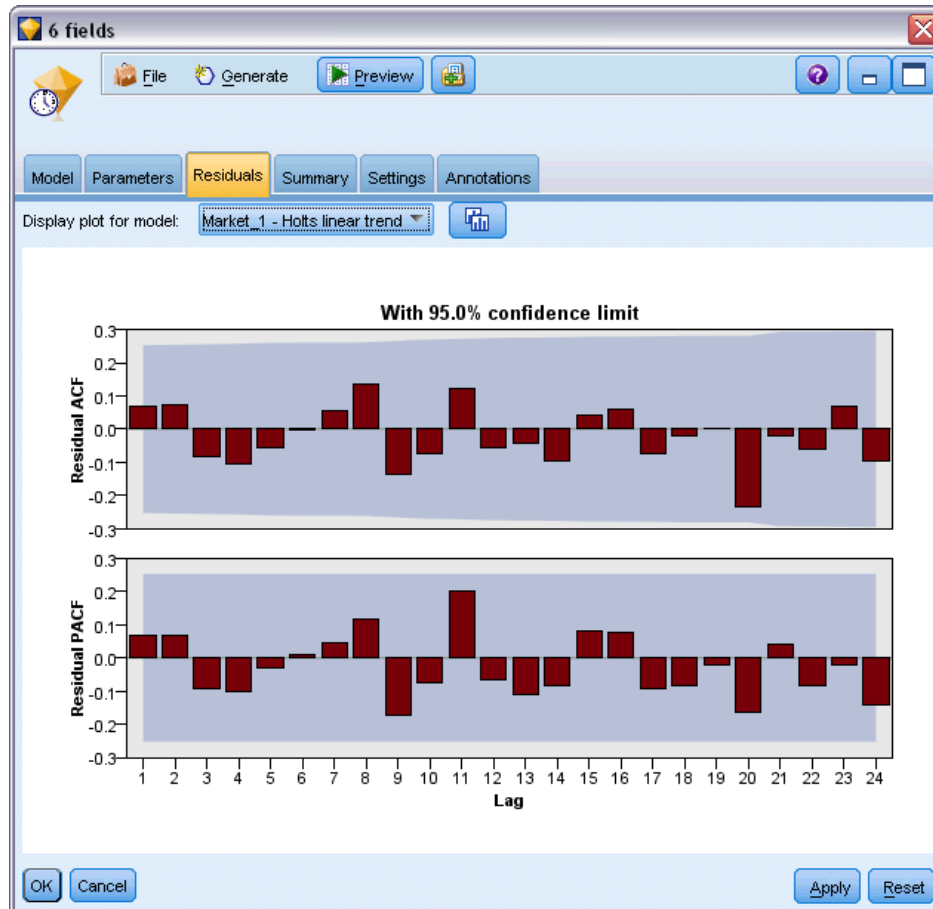 6 fields
File Generate Preview
Model Parameters Residuals Summary Settings Annotations
Display plot for model: Market_1 - Holts linear trend
With 95.0% confidence limit
Residual ACF
0.3
0.2
0.1
0.0
-0.1
-0.2
-0.3
Residual PACF
0.3
0.2
0.1
0.0
-0.1
-0.2
-0.3
1 2 3 4 5 6 7 8 9 10 11 12 13 14 15 16 17 18 19 20 21 22 23 24
Lag
OK Cancel Apply Reset